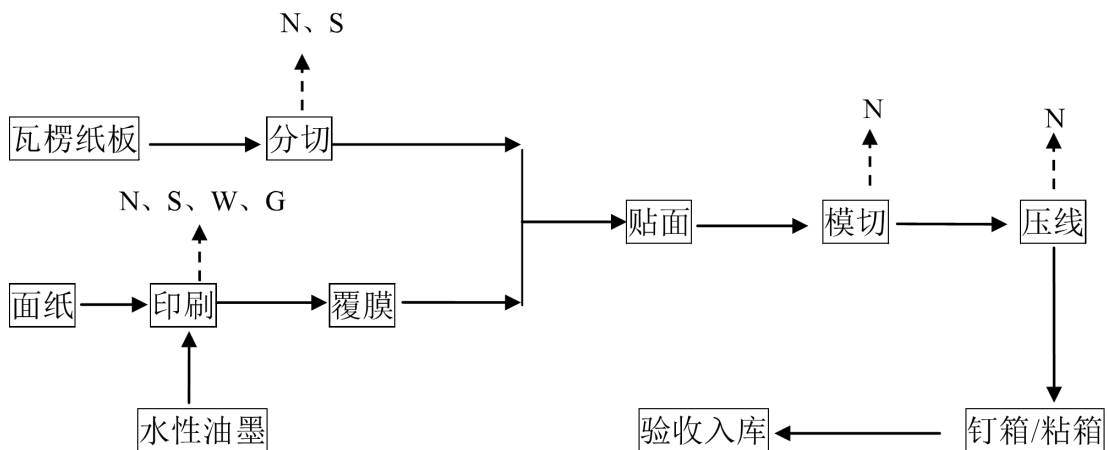 N、S
瓦楞纸板
分切
N、S、W、G
面纸
印刷
覆膜
水性油墨
贴面
N
模切
N
压线
钉箱/粘箱
验收入库